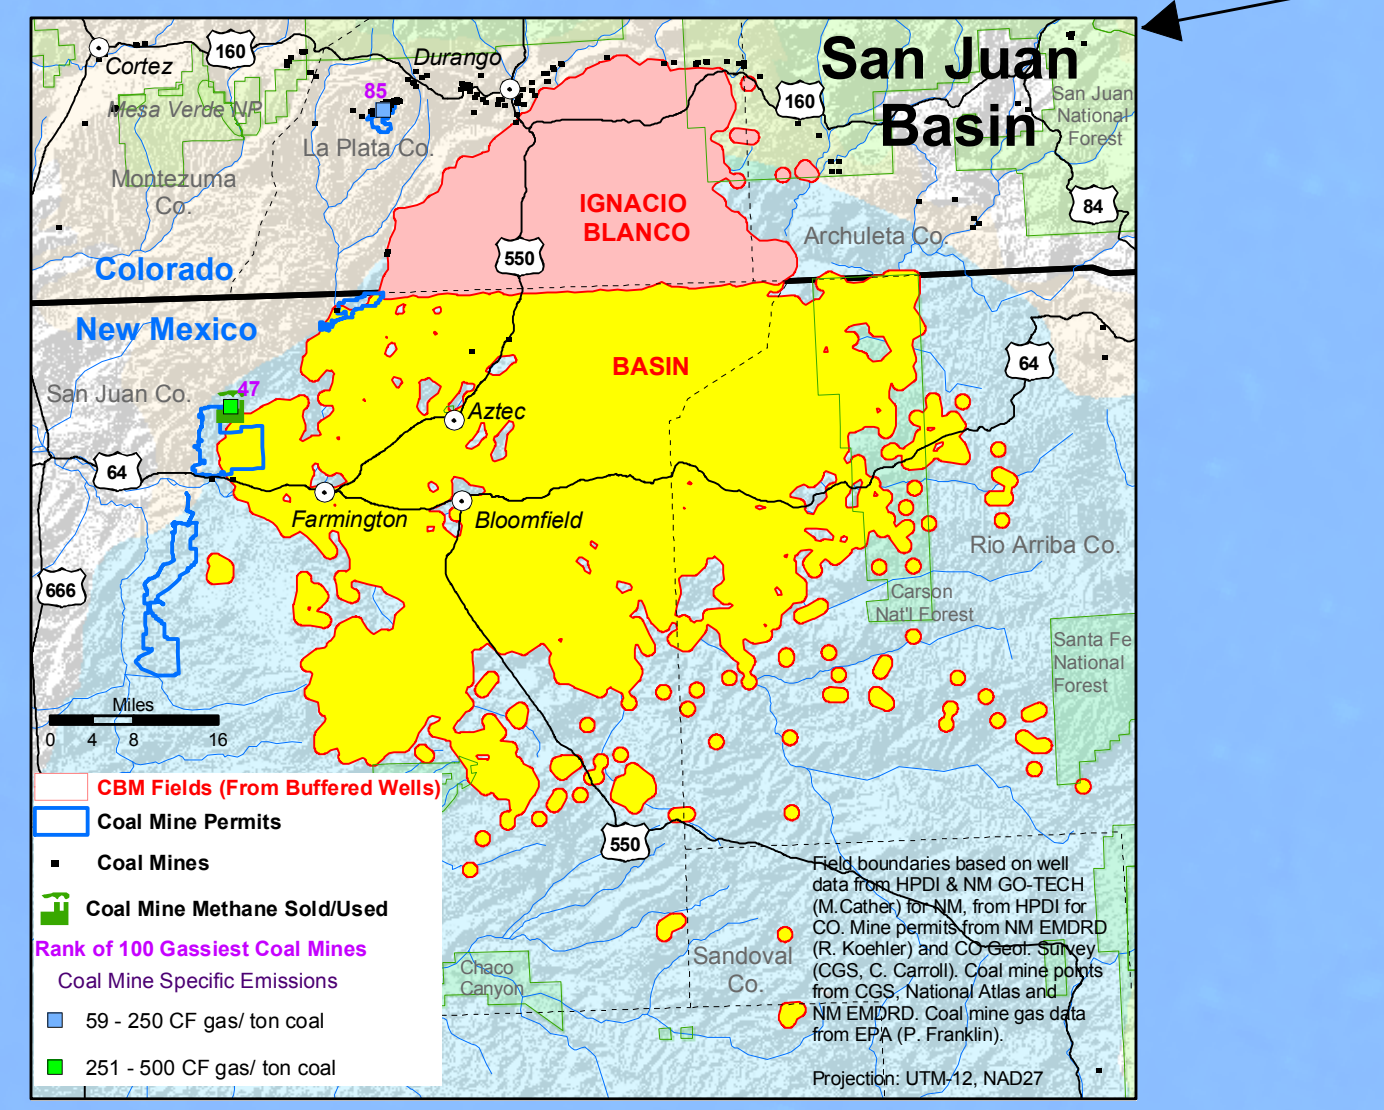 San Juan
Basin
Cortez
160
Durango
Mesa Verde NP
85
La Plata Co.
160
San Juan
National
Forest
Montezuma
Co.
IGNACIO
BLANCO
84
Archuleta Co.
550
Colorado
New Mexico
BASIN
64
San Juan Co.
47
Aztec
64
Farmington
Bloomfield
Rio Arriba Co.
666
Carson
Nat'l Forest
Santa Fe
National
Forest
Miles
0 4 8 16
CBM Fields (From Buffered Wells)
Coal Mine Permits
Coal Mines
Coal Mine Methane Sold/Used
Rank of 100 Gassiest Coal Mines
Coal Mine Specific Emissions
59 - 250 CF gas/ ton coal
251 - 500 CF gas/ ton coal
550
Chaco
Canyon
Sandoval
Co.
Field boundaries based on well
data from HPDI & NM GO-TECH
(M.Cather) for NM, from HPDI for
CO. Mine permits from NM EMDRD
(R. Koehler) and CO Geol. Survey
(CGS, C. Carroll). Coal mine points
from CGS, National Atlas and
NM EMDRD. Coal mine gas data
from EPA (P. Franklin).
Projection: UTM-12, NAD27